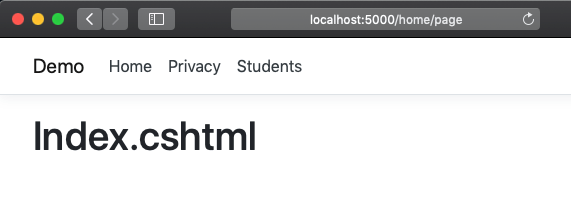 localhost:5000/home/page
Demo Home Privacy Students
Index.cshtml